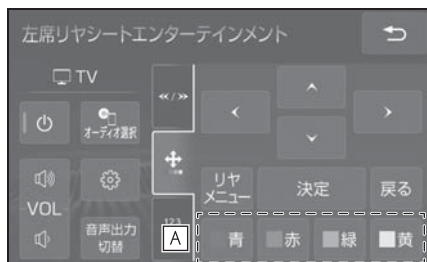 左席リヤシートエンターテインメント
TV
オーディオ選択
リヤ
メニュー
決定
戻る
VOL
音声出力
切替
123
A
青
赤
緑
黄